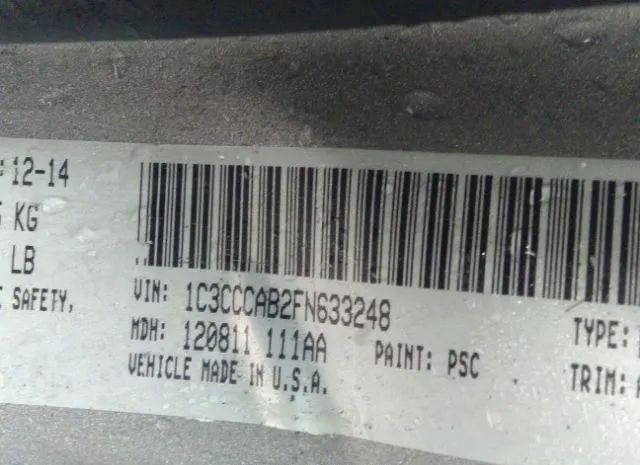 : 12-14
KG
LB
SAFETY,
VIN: 1C3CCCAB2FN633248
MDH: 120811 111AA PAINT: PSC TYPE:
VEHICLE MADE IN U.S.A. TRIM: